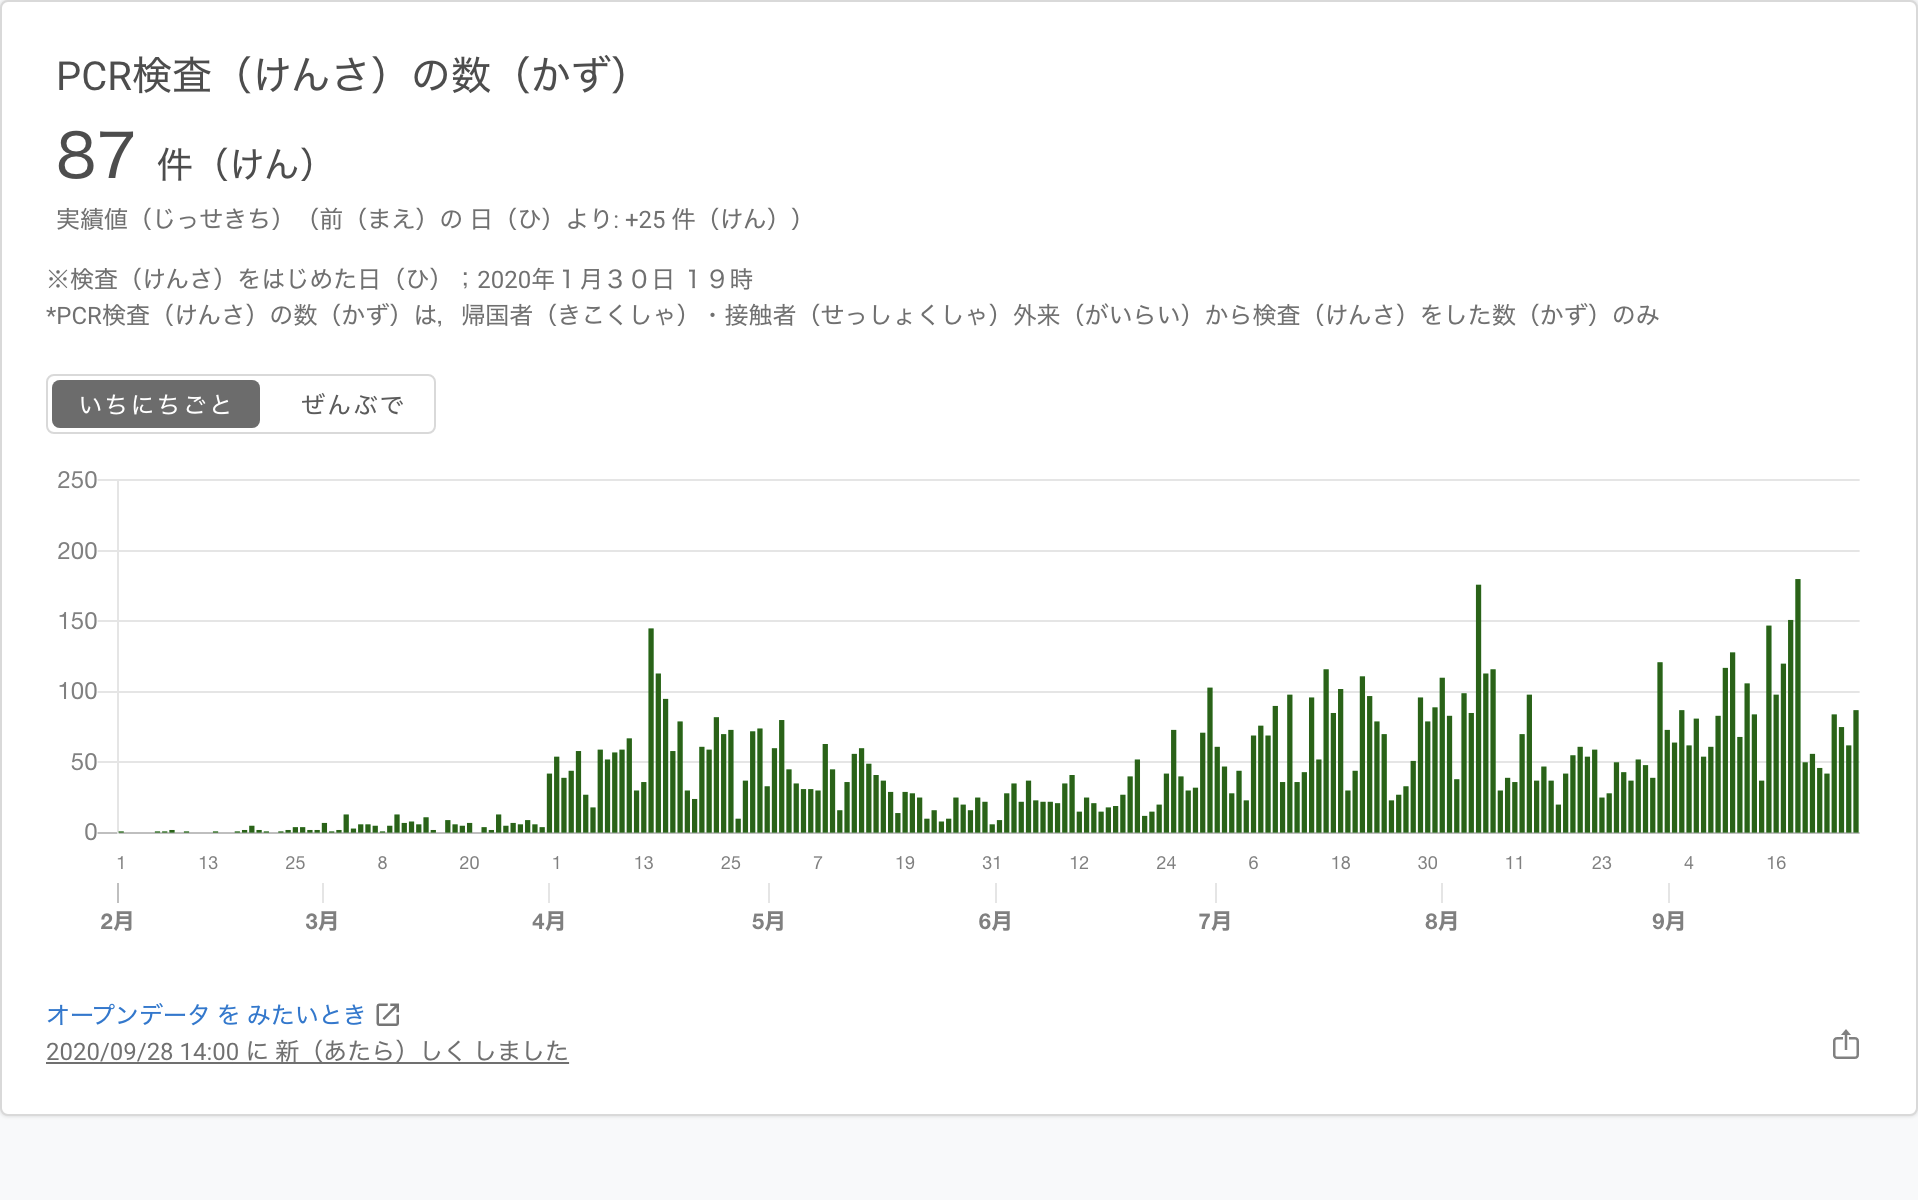 PCR検査（けんさ）の数（かず）
87 件（けん）
実績値（じっせきち）（前（まえ）の 日（ひ）より: +25 件（けん））
※検査（けんさ）をはじめた日（ひ）；2020年１月３０日 １９時
*PCR検査（けんさ）の数（かず）は，帰国者（きこくしゃ）・接触者（せっしょくしゃ）外来（がいらい）から検査（けんさ）をした数（かず）のみ
いちにちごと ぜんぶで
250
200
150
100
50
0
1 13 25 8 20 1 13 25 7 19 31 12 24 6 18 30 11 23 4 16
2月 3月 4月 5月 6月 7月 8月 9月
オープンデータ を みたいとき
2020/09/28 14:00 に 新（あたら）しく しました